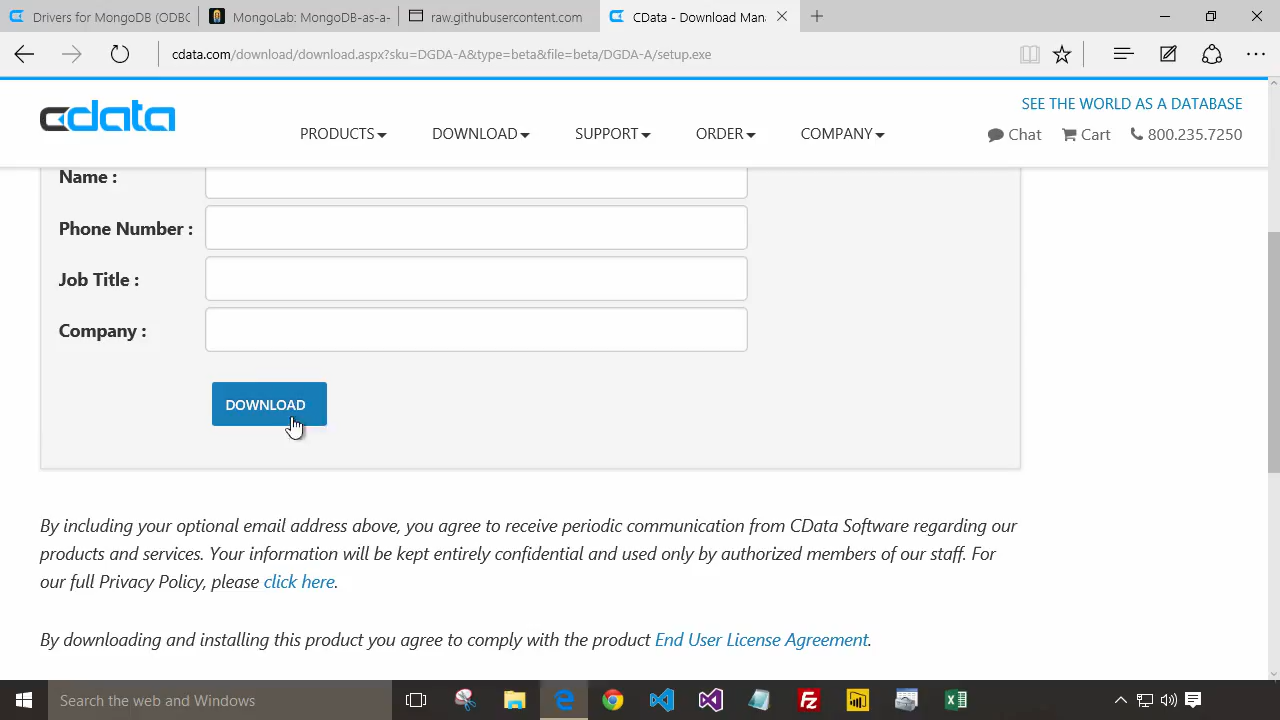 Drivers for MongoDB (ODBC
MongoLab: MongoDB-as-a-
raw.githubusercontent.com
CData - Download Mana
cdata.com/download/download.aspx?sku=DGDA-A&type=beta&file=beta/DGDA-A/setup.exe
cdata
SEE THE WORLD AS A DATABASE
PRODUCTS
DOWNLOAD
SUPPORT
ORDER
COMPANY
Chat
Cart
800.235.7250
Name :
Phone Number :
Job Title :
Company :
DOWNLOAD
By including your optional email address above, you agree to receive periodic communication from CData Software regarding our
products and services. Your information will be kept entirely confidential and used only by authorized members of our staff. For
our full Privacy Policy, please click here.
By downloading and installing this product you agree to comply with the product End User License Agreement.
Search the web and Windows